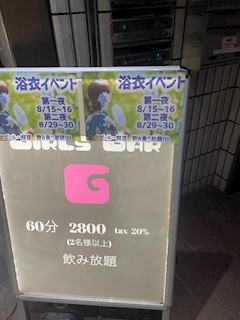 浴衣イベント
第一夜
8/15~16
第二夜
8/29~30
浴衣イベント
第一夜
8/15~16
第二夜
8/29~30
GIRLS BAR
G
60分 2800 tax 20%
(2名様以上)
飲み放題